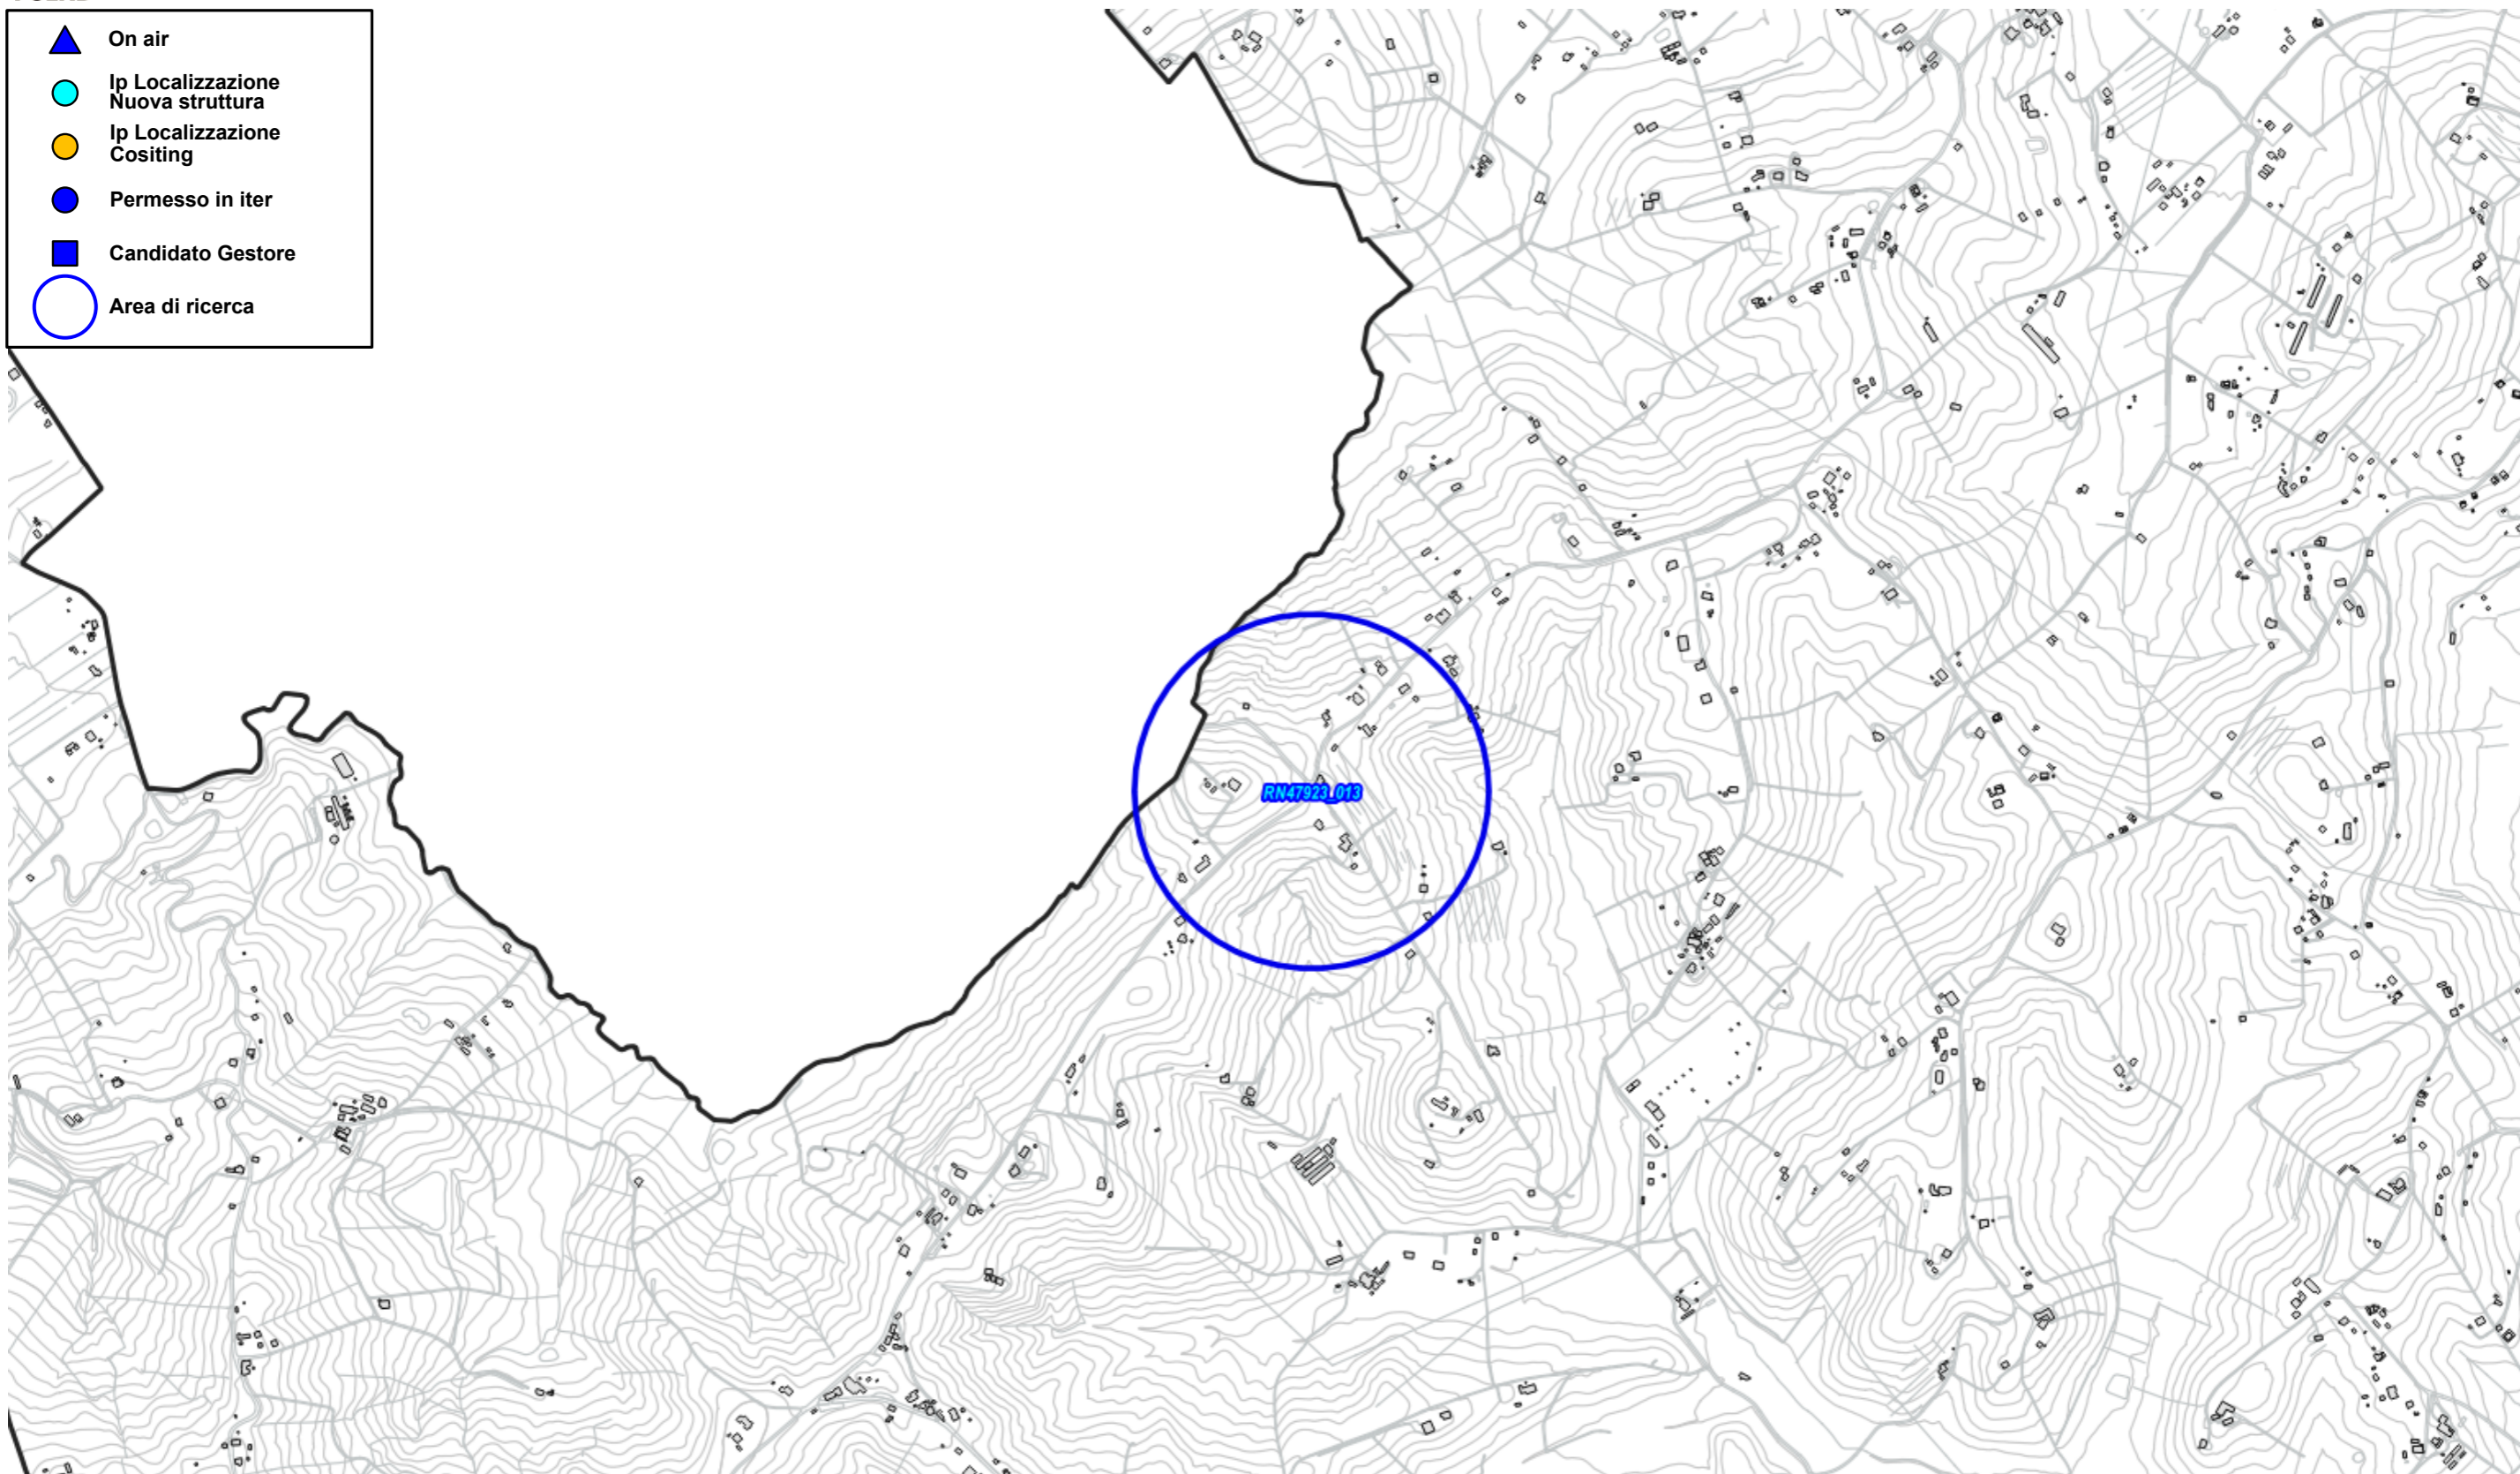 On air
Ip Localizzazione
Nuova struttura
Ip Localizzazione
Cositing
Permesso in iter
Candidato Gestore
Area di ricerca
RN47923_013